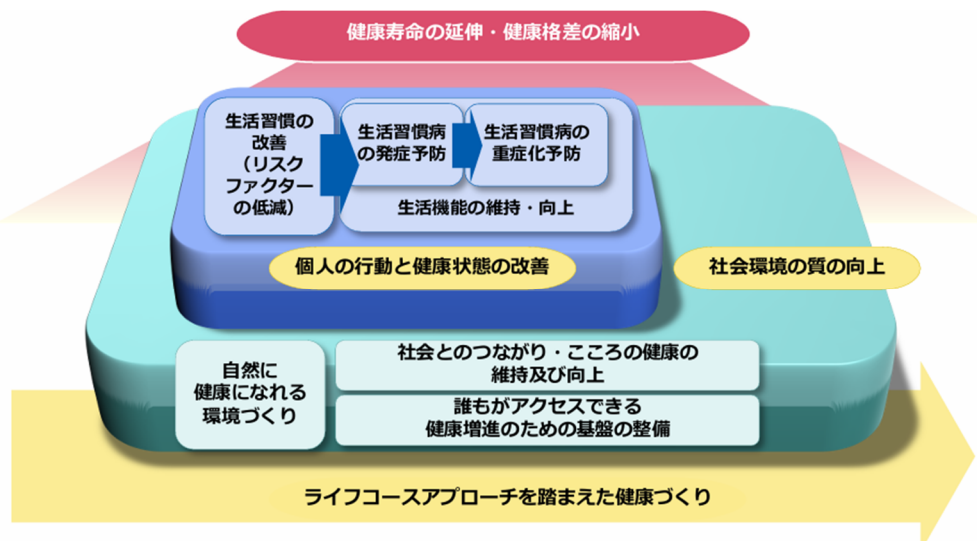 健康寿命の延伸・健康格差の縮小
生活習慣の
改善
（リスク
ファクター
の低減）
生活習慣病
の発症予防
生活習慣病の
重症化予防
生活機能の維持・向上
個人の行動と健康状態の改善
社会環境の質の向上
自然に
健康になれる
環境づくり
社会とのつながり・こころの健康の
維持及び向上
誰もがアクセスできる
健康増進のための基盤の整備
ライフコースアプローチを踏まえた健康づくり